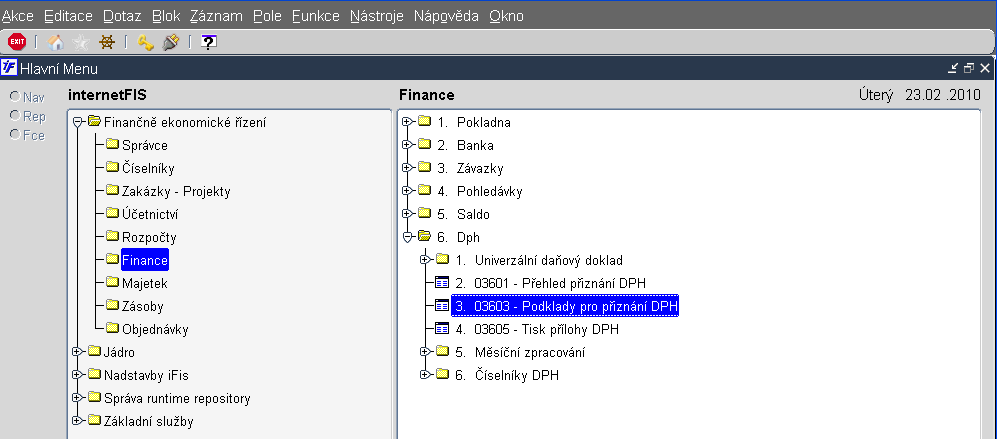 Akce Editace Dotaz Blok Záznam Pole Funkce Nástroje Nápověda Okno
EXIT
iF Hlavní Menu
Nav
Rep
Fce
internetFIS
Finančně ekonomické řízení
Správce
Číselníky
Zakázky - Projekty
Účetnictví
Rozpočty
Finance
Majetek
Zásoby
Objednávky
Jádro
Nadstavby iFis
Správa runtime repository
Základní služby
Finance Úterý 23.02 .2010
1. Pokladna
2. Banka
3. Závazky
4. Pohledávky
5. Saldo
6. Dph
1. Univerzální daňový doklad
2. 03601 - Přehled přiznání DPH
3. 03603 - Podklady pro přiznání DPH
4. 03605 - Tisk přílohy DPH
5. Měsíční zpracování
6. Číselníky DPH